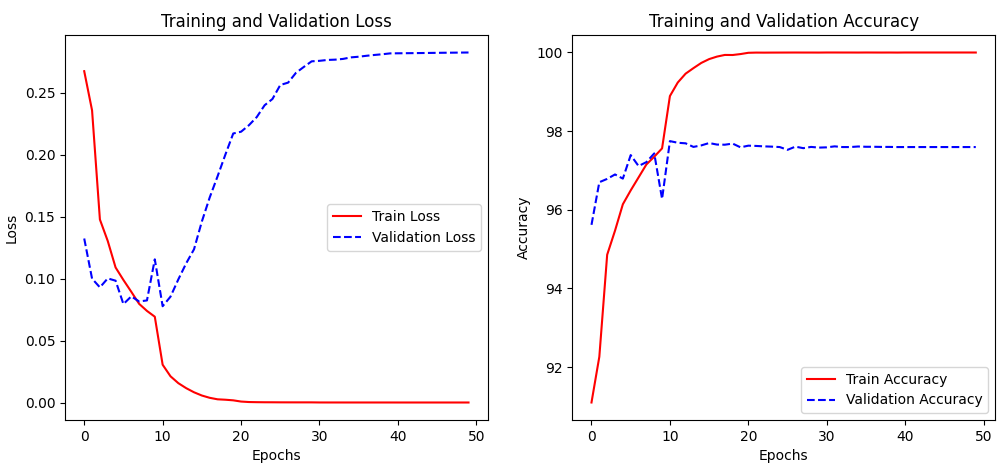 Training and Validation Loss
Loss
0.25
0.20
0.15
0.10
0.05
0.00
Train Loss
Validation Loss
0 10 20 30 40 50
Epochs
Training and Validation Accuracy
Accuracy
100
98
96
94
92
Train Accuracy
Validation Accuracy
0 10 20 30 40 50
Epochs